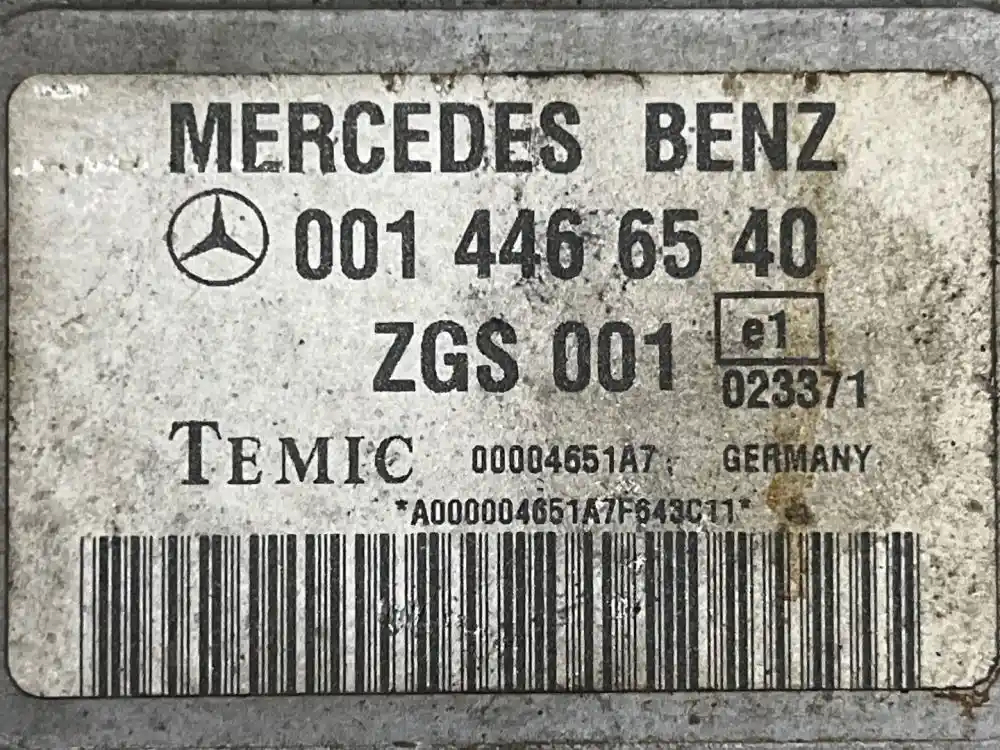 MERCEDES BENZ
001 446 65 40
ZGS 001
e1
023371
TEMIC 00004651A7 GERMANY
*A000004651A7F643C11*